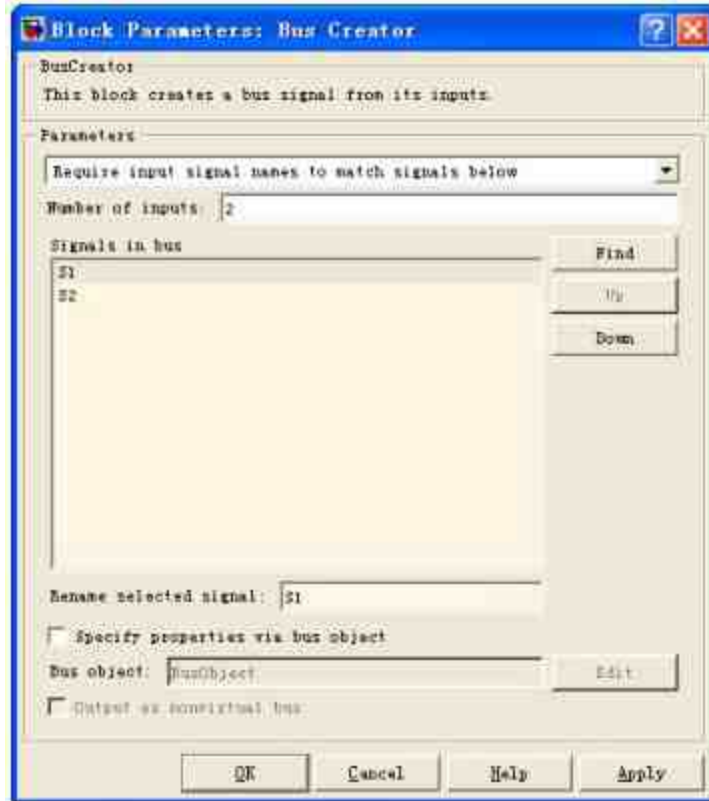 Block Parameters: Bus Creator
BusCreator
This block creates a bus signal from its inputs.
Parameters
Require input signal names to match signals below
Number of inputs: 2
Signals in bus
S1
S2
Find
Up
Down
Rename selected signal: S1
Specify properties via bus object
Bus object: BusObject
Edit
Output as nonvirtual bus
OK
Cancel
Help
Apply